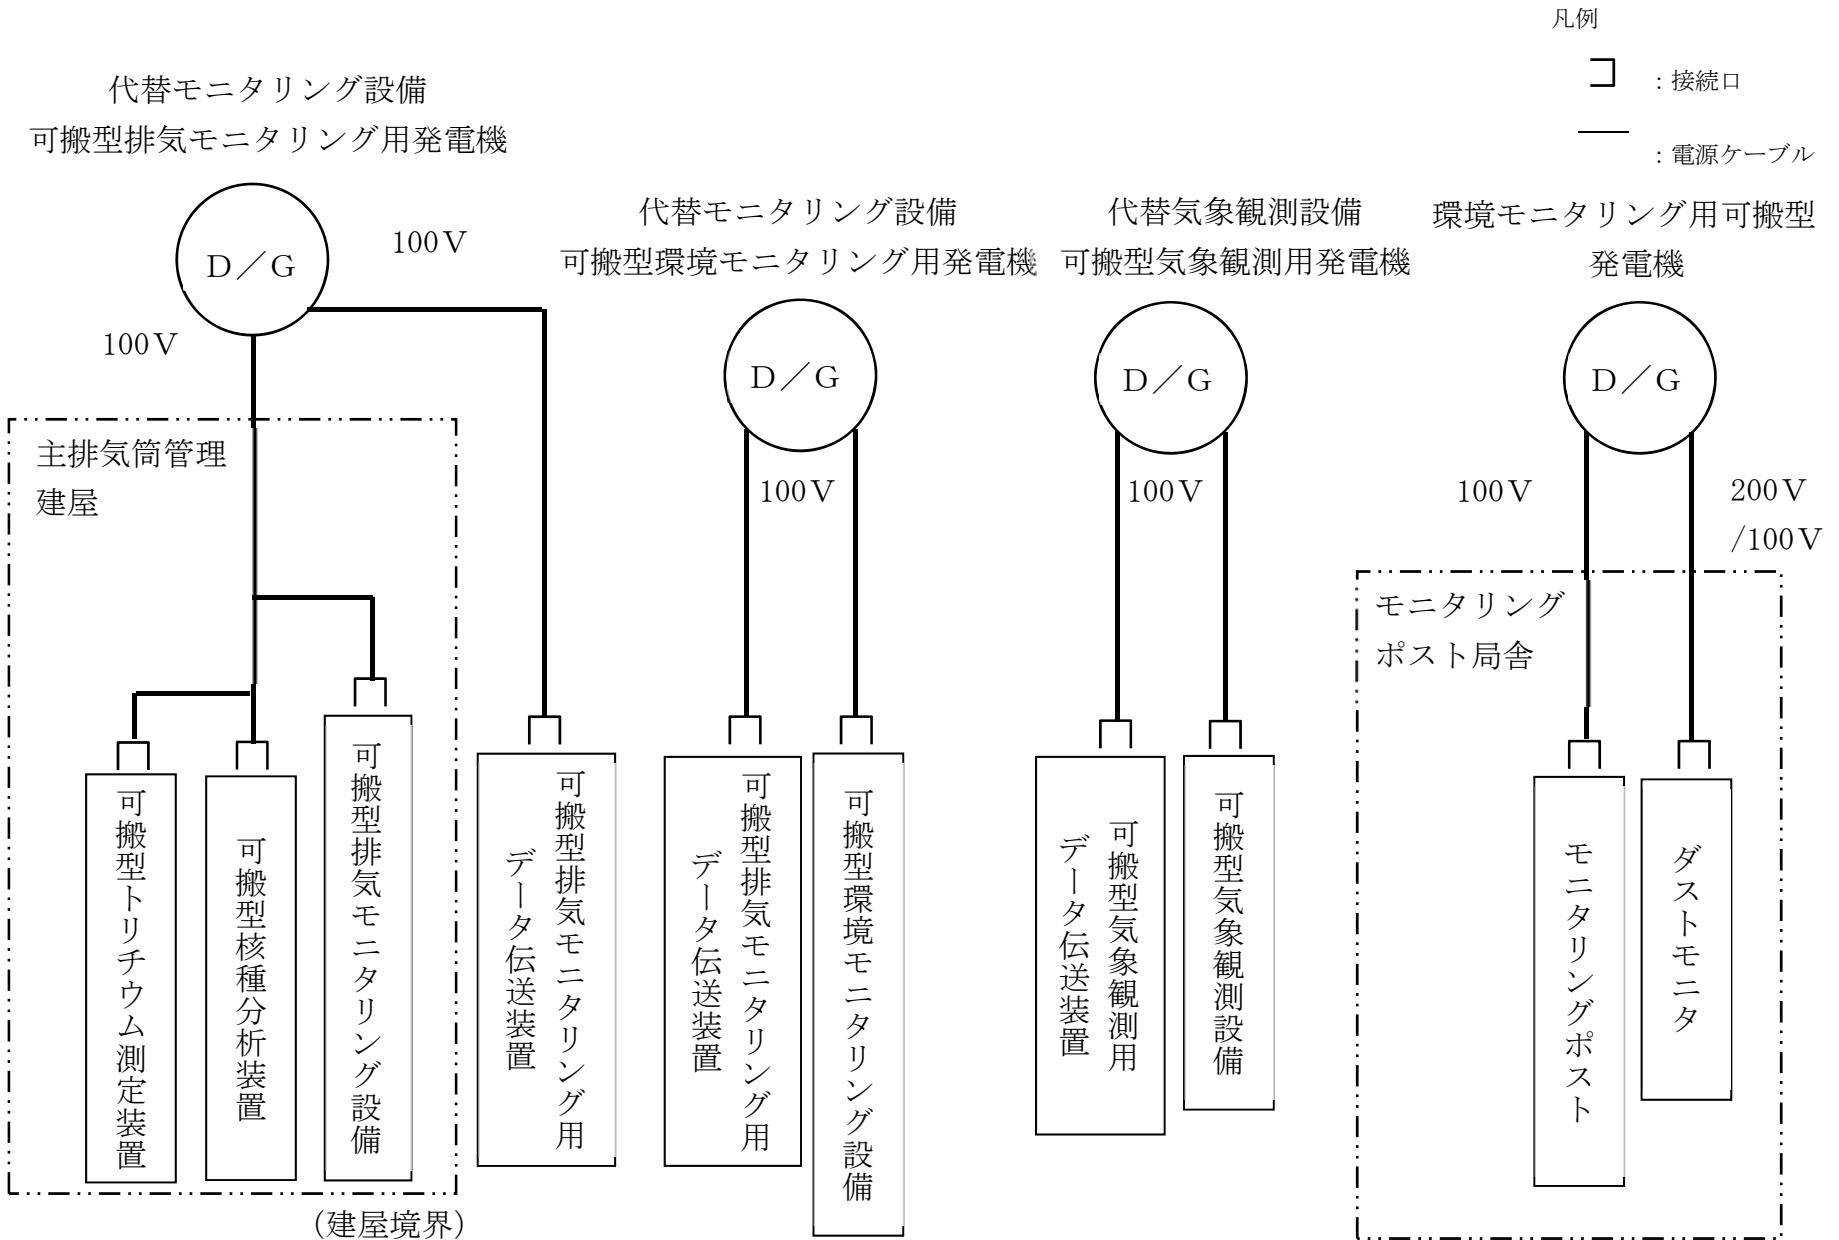 凡例
：接続口
：電源ケーブル
代替モニタリング設備
可搬型排気モニタリング用発電機
D／G
100V
100V
主排気筒管理
建屋
可搬型トリチウム測定装置
可搬型核種分析装置
可搬型排気モニタリング設備
(建屋境界)
可搬型排気モニタリング用
データ伝送装置
代替モニタリング設備
可搬型環境モニタリング用発電機
D／G
100V
可搬型排気モニタリング用
データ伝送装置
可搬型環境モニタリング設備
代替気象観測設備
可搬型気象観測用発電機
D／G
100V
可搬型気象観測用
データ伝送装置
可搬型気象観測設備
環境モニタリング用可搬型
発電機
D／G
100V
200V
/100V
モニタリング
ポスト局舎
モニタリングポスト
ダストモニタ